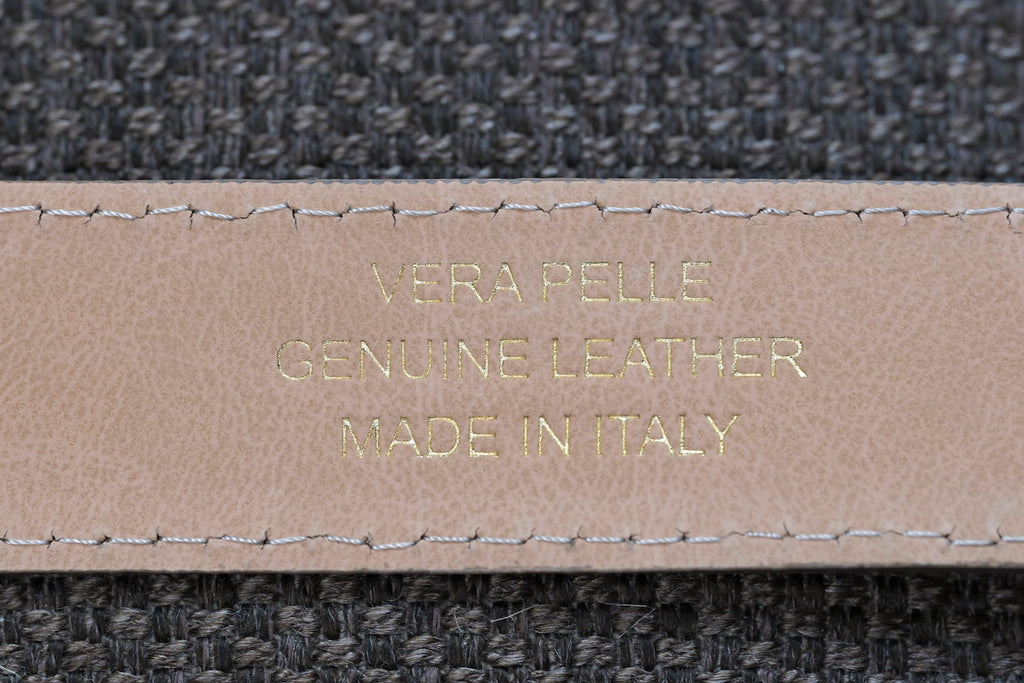 VERA PELLE
GENUINE LEATHER
MADE IN ITALY